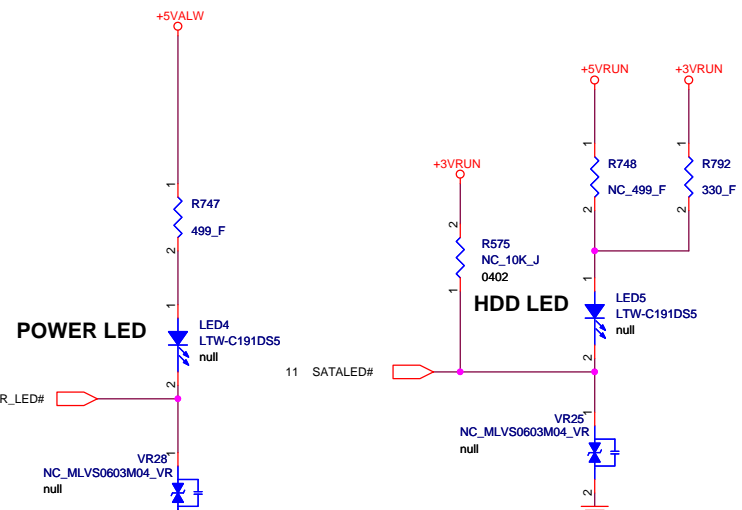 +5VALW
1
R747
499_F
2
1
LED4
LTW-C191DS5
null
POWER LED
2
R_LED#
1
VR28
NC_MLVS0603M04_VR
null
+3VRUN
2
R575
NC_10K_J
0402
1
+5VRUN
+3VRUN
1
R748
NC_499_F
2
1
R792
330_F
2
1
HDD LED
LED5
LTW-C191DS5
null
2
11 SATALED#
1
VR25
NC_MLVS0603M04_VR
null
2